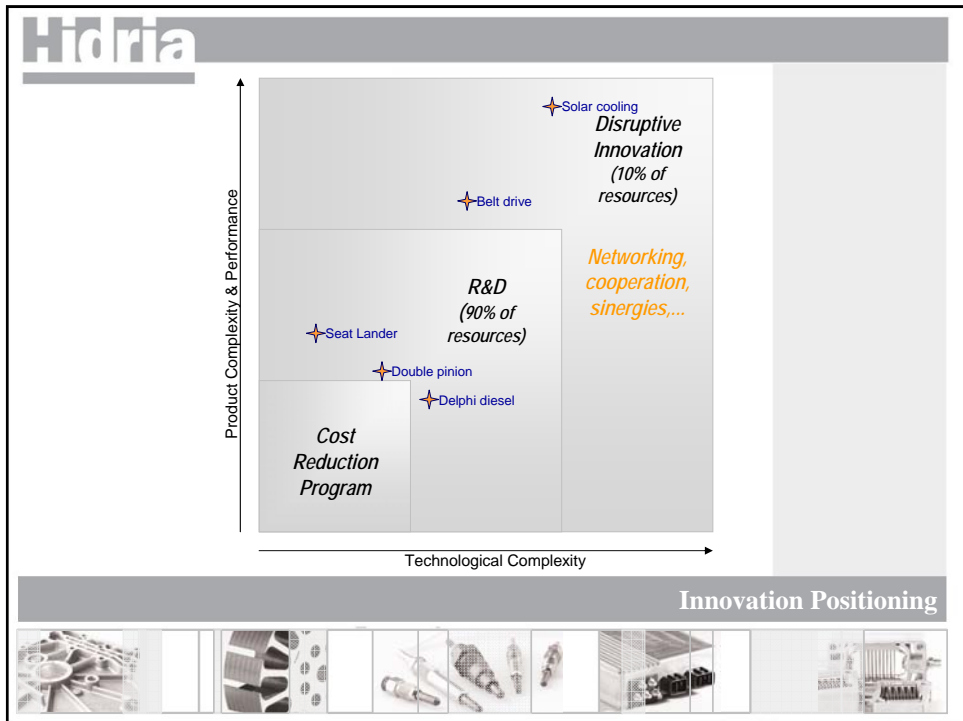 Hidria
Product Complexity & Performance
Solar cooling
Disruptive
Innovation
(10% of
resources)
Belt drive
Networking,
cooperation,
sinergies,...
R&D
(90% of
resources)
Seat Lander
Double pinion
Delphi diesel
Cost
Reduction
Program
Technological Complexity
Innovation Positioning